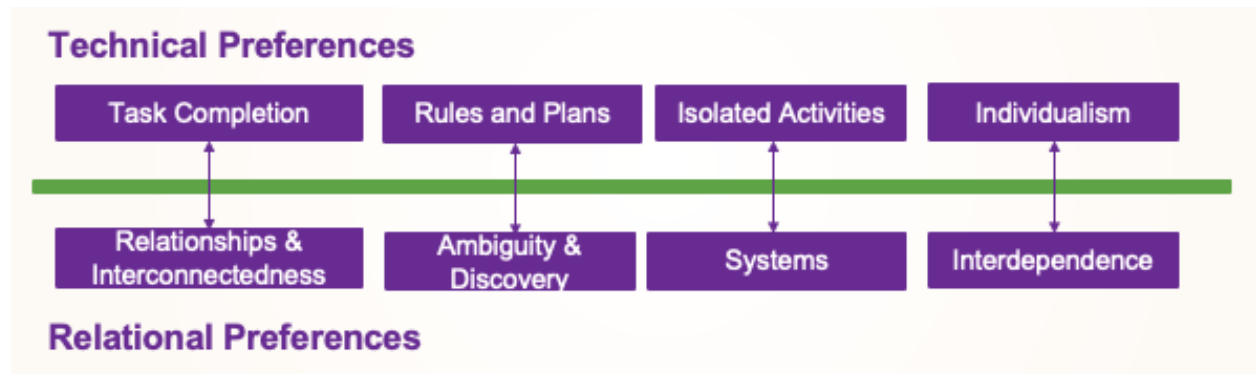 Technical Preferences
Task Completion
Rules and Plans
Isolated Activities
Individualism
Relationships &
Interconnectedness
Ambiguity &
Discovery
Systems
Interdependence
Relational Preferences